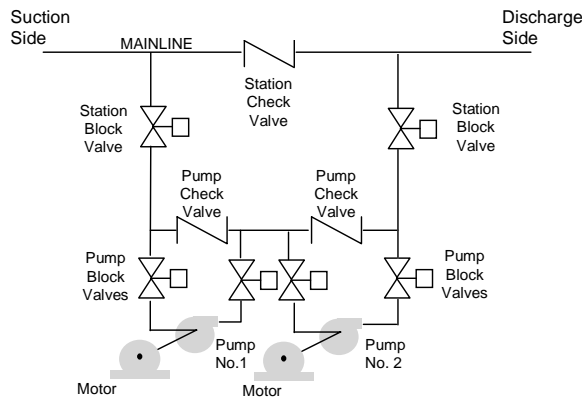 Suction
Side
Discharge
Side
MAINLINE
Station
Check
Valve
Station
Block
Valve
Station
Block
Valve
Pump
Check
Valve
Pump
Check
Valve
Pump
Block
Valves
Pump
Block
Valves
Pump
No.1
Pump
No. 2
Motor
Motor